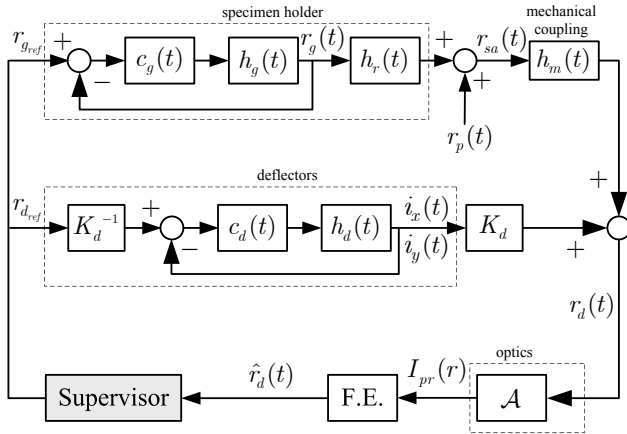 specimen holder
mechanical
coupling
r_{g_{ref}}
+
−
c_g(t)
h_g(t)
r_g(t)
h_r(t)
+
+
r_{sa}(t)
h_m(t)
r_p(t)
deflectors
r_{d_{ref}}
K_d^{-1}
+
−
c_d(t)
h_d(t)
i_x(t)
i_y(t)
K_d
+
+
r_d(t)
optics
Supervisor
r̂_d(t)
F.E.
I_{pr}(r)
𝒜